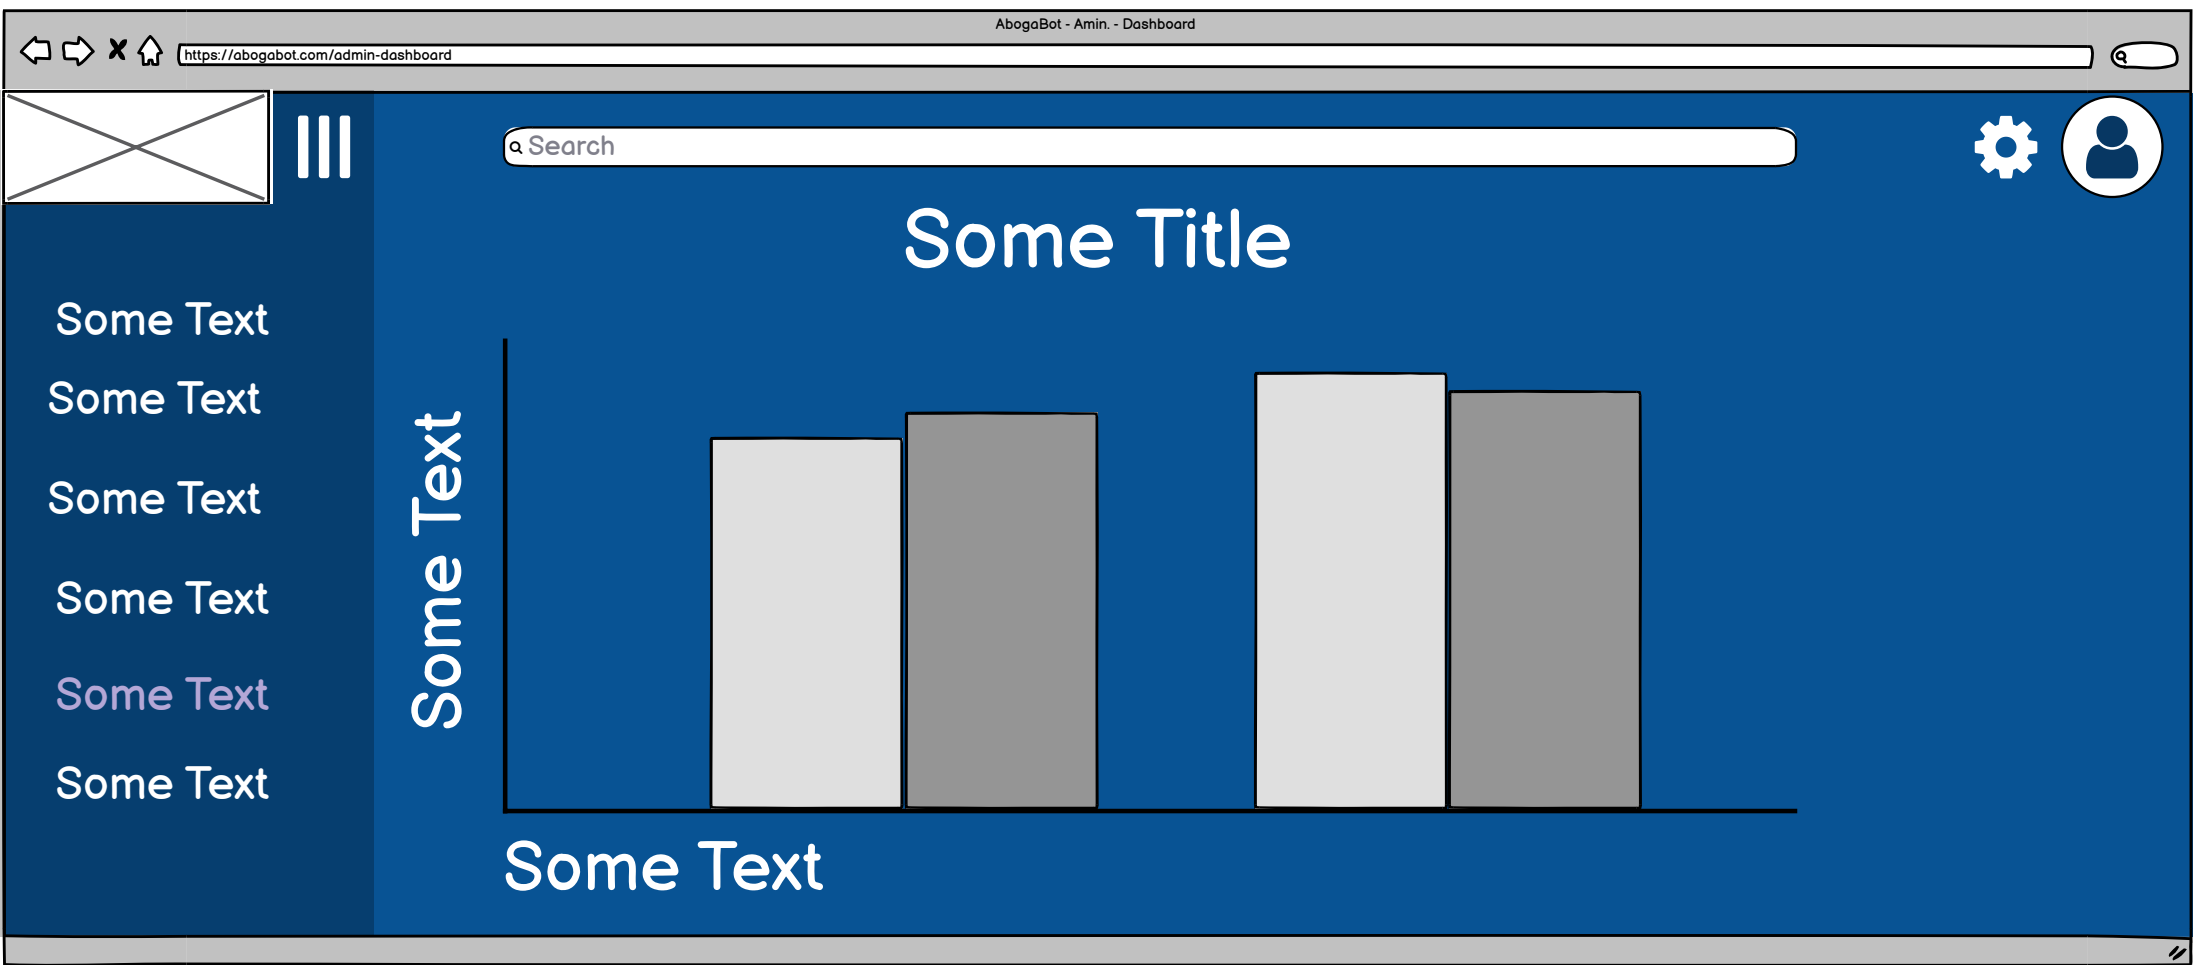 AbogaBot - Amin. - Dashboard
https://abogabot.com/admin-dashboard
Search
Some Title
Some Text
Some Text
Some Text
Some Text
Some Text
Some Text
Some Text
Some Text